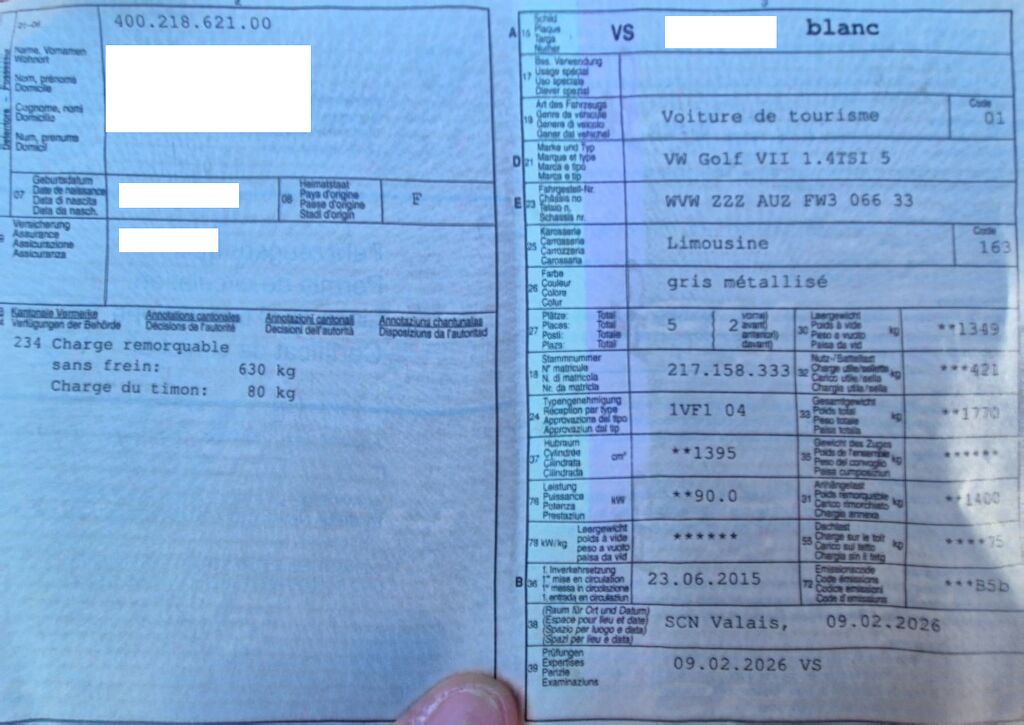 400.218.621.00
Name, Vornamen
Wohnort
Nom, prénoms
Domicile
Cognome, nomi
Domicilio
Num, prenums
Domicil
07 Geburtsdatum
Date de naissance
Data di nascita
Data da nasch.
08 Heimatstaat
Pays d'origine
Paese d'origine
Stadi d'origin
F
Versicherung
Assurance
Assicurazione
Assicuranza
Kantonale Vermerke Annotations cantonales Annotazioni cantonali Annotaziuns chantunalas
Verfügungen der Behörde Décisions de l'autorité Decisioni dell'autorità Disposiziuns da l'autoritad
234 Charge remorquable
sans frein: 630 kg
Charge du timon: 80 kg
A 15 Schild
Plaque
Targa
VS blanc
17 Bes. Verwendung
Usage spécial
Uso speciale
Diever spezial
19 Art des Fahrzeugs
Genre de véhicule
Genere di veicolo
Gener dal vehichel
Voiture de tourisme
Code
01
D 21 Marke und Typ
Marque et type
Marca e tipo
Marca e tip
VW Golf VII 1.4TSI 5
E 23 Fahrgestell-Nr.
Châssis no
Telaio n.
Schassis nr.
WVW ZZZ AUZ FW3 066 33
25 Karosserie
Carrosserie
Carrozzeria
Carossaria
Limousine
Code
163
26 Farbe
Couleur
Colore
Colur
gris métallisé
27 Plätze: Total
Places: Total
Posti: Totale
Plazs: Total
5
vorne)
avant)
anteriori)
davant)
2
30 Leergewicht
Poids à vide
Peso a vuoto
Paisa da vid
kg
**1349
18 Stammnummer
N° matricule
N. di matricola
Nr. da matricla
217.158.333
32 Nutz-/Sattellast
Charge utile/sellette
Carico utile/sella
Chargia utile/sella
kg
***421
24 Typengenehmigung
Réception par type
Approvazione del tipo
Approvaziun dal tip
1VF1 04
33 Gesamtgewicht
Poids total
Peso totale
Paisa totala
kg
**1770
37 Hubraum
Cylindrée
Cilindrata
Cilindrada
cm³
**1395
35 Gewicht des Zuges
Poids de l'ensemble
Peso del convoglio
Paisa cumposiziun
kg
******
76 Leistung
Puissance
Potenza
Prestaziun
kW
**90.0
31 Anhängelast
Poids remorquable
Carico rimorchiato
Chargia annexa
kg
**1400
78 kW/kg Leergewicht
poids à vide
peso a vuoto
paisa da vid
******
55 Dachlast
Charge sur le toit
Carico sul tetto
Chargia sin il tetg
kg
****75
B 36 1. Inverkehrsetzung
1re mise en circulation
1a messa in circolazione
1. entrada en circulaziun
23.06.2015
72 Emissionscode
Code émissions
Codice emissioni
Code d'emissiuns
***B5b
38 (Raum für Ort und Datum)
(Espace pour lieu et date)
(Spazio per luogo e data)
(Spazi per lieu e data)
SCN Valais, 09.02.2026
39 Prüfungen
Expertises
Perizie
Examinaziuns
09.02.2026 VS